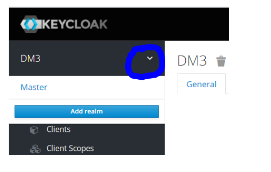 KEYCLOAK
DM3
DM3
General
Master
Add realm
Clients
Client Scopes